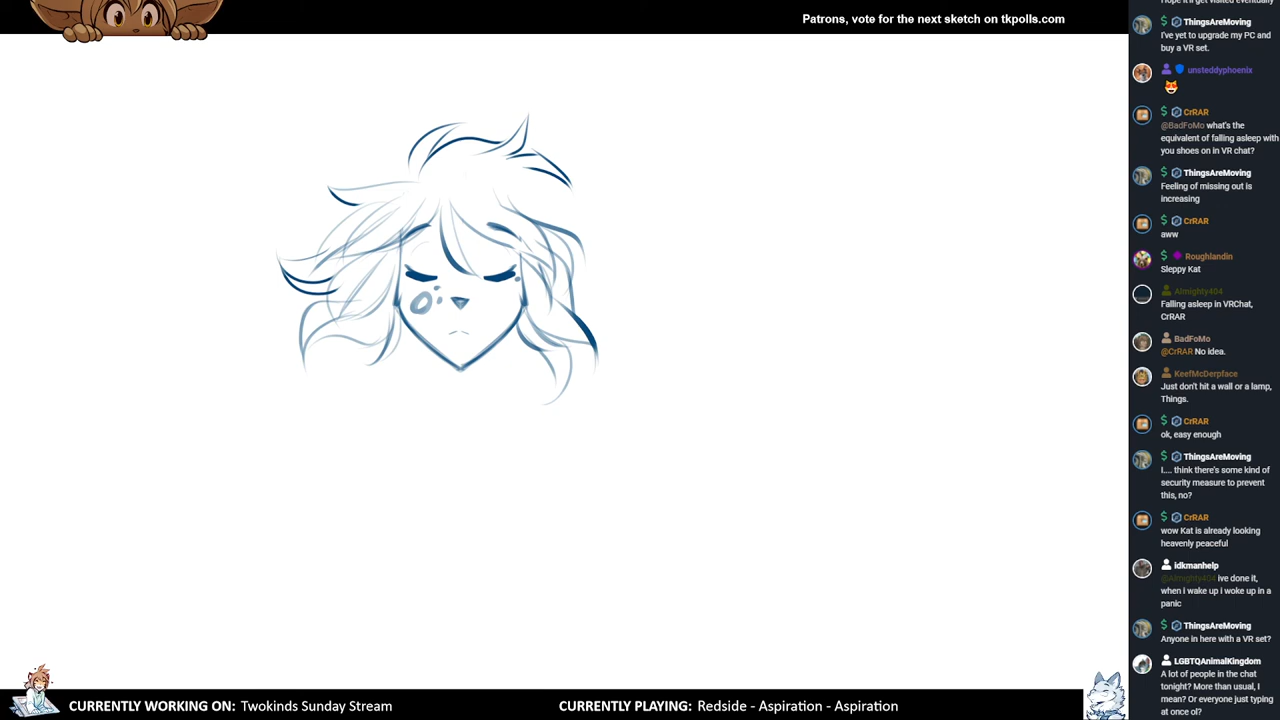 Patrons, vote for the next sketch on tkpolls.com
ThingsAreMoving
I've yet to upgrade my PC and
buy a VR set.
unsteddyphoenix
CrRAR
@BadFoMo what's the
equivalent of falling asleep with
you shoes on in VR chat?
ThingsAreMoving
Feeling of missing out is
increasing
CrRAR
aww
Roughlandin
Sleppy Kat
Almighty404
Falling asleep in VRChat,
CrRAR
BadFoMo
@CrRAR No idea.
KeefMcDerpface
Just don't hit a wall or a lamp,
Things.
CrRAR
ok, easy enough
ThingsAreMoving
I.... think there's some kind of
security measure to prevent
this, no?
CrRAR
wow Kat is already looking
heavenly peaceful
idkmanhelp
@Almighty404 ive done it,
when i wake up i woke up in a
panic
ThingsAreMoving
Anyone in here with a VR set?
LGBTQAnimalKingdom
A lot of people in the chat
tonight? More than usual, I
mean? Or everyone just typing
at once ol?
CURRENTLY WORKING ON: Twokinds Sunday Stream
CURRENTLY PLAYING: Redside - Aspiration - Aspiration